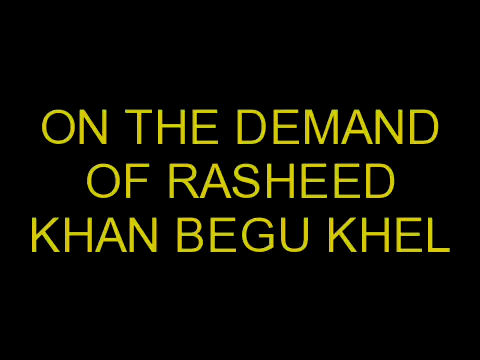 ON THE DEMAND
OF RASHEED
KHAN BEGU KHEL